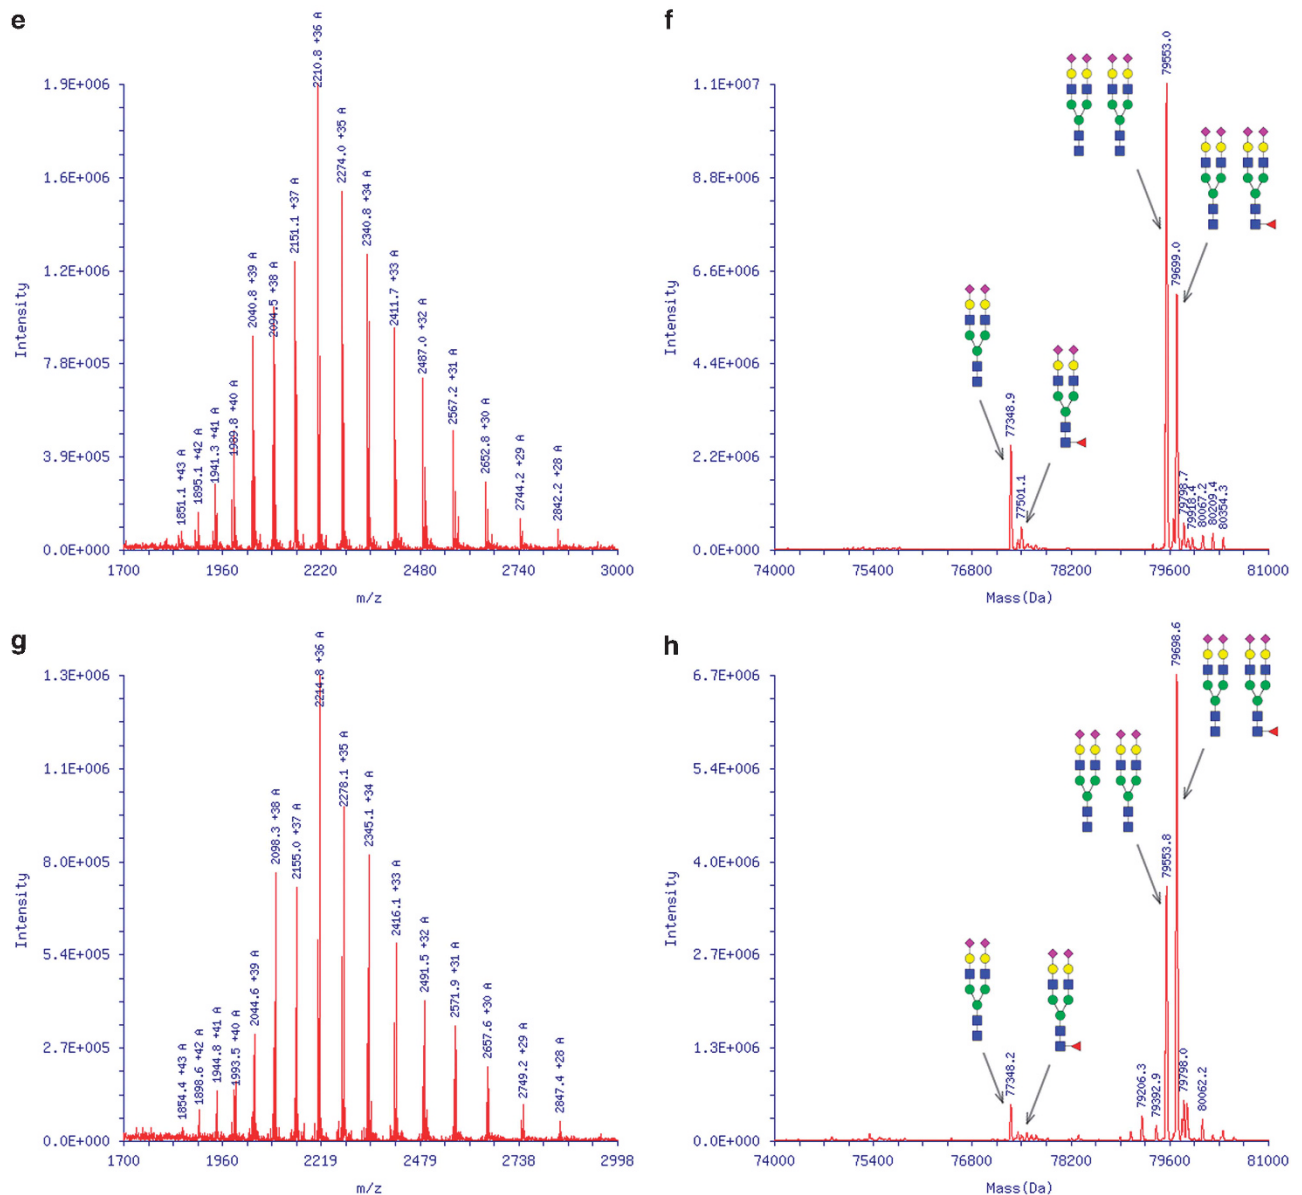 e
Intensity
1.9E+006
1.6E+006
1.2E+006
7.8E+005
3.9E+005
0.0E+000
1851.1 +43 A
1895.1 +42 A
1941.3 +41 A
1989.8 +40 A
2040.8 +39 A
2094.5 +38 A
2151.1 +37 A
2210.8 +36 A
2274.0 +35 A
2340.8 +34 A
2411.7 +33 A
2487.0 +32 A
2567.2 +31 A
2652.8 +30 A
2744.2 +29 A
2842.2 +28 A
1700 1960 2220 2480 2740 3000
m/z
f
Intensity
1.1E+007
8.8E+006
6.6E+006
4.4E+006
2.2E+006
0.0E+000
77348.9
77501.1
79553.0
79699.0
79798.7
79918.4
80067.2
80209.4
80354.3
74000 75400 76800 78200 79600 81000
Mass(Da)
g
Intensity
1.3E+006
1.1E+006
8.0E+005
5.4E+005
2.7E+005
0.0E+000
1854.4 +43 A
1898.6 +42 A
1944.8 +41 A
1993.5 +40 A
2044.6 +39 A
2098.3 +38 A
2155.0 +37 A
2214.8 +36 A
2278.1 +35 A
2345.1 +34 A
2416.1 +33 A
2491.5 +32 A
2571.9 +31 A
2657.6 +30 A
2749.2 +29 A
2847.4 +28 A
1700 1960 2219 2479 2738 2998
m/z
h
Intensity
6.7E+006
5.4E+006
4.0E+006
2.7E+006
1.3E+006
0.0E+000
77348.2
79206.3
79392.9
79553.8
79698.6
79798.0
80062.2
74000 75400 76800 78200 79600 81000
Mass(Da)